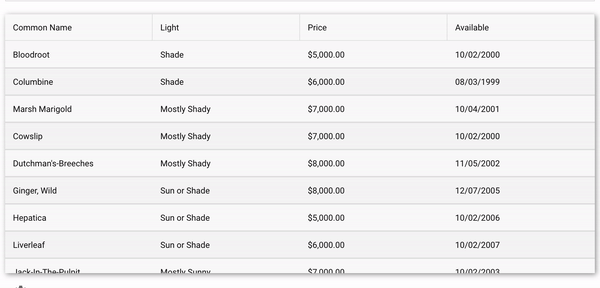 Common Name Light Price Available
Bloodroot Shade $5,000.00 10/02/2000
Columbine Shade $6,000.00 08/03/1999
Marsh Marigold Mostly Shady $7,000.00 10/04/2001
Cowslip Mostly Shady $7,000.00 10/02/2000
Dutchman's-Breeches Mostly Shady $8,000.00 11/05/2002
Ginger, Wild Sun or Shade $8,000.00 12/07/2005
Hepatica Sun or Shade $5,000.00 10/02/2006
Liverleaf Sun or Shade $6,000.00 10/02/2007
Jack-In-The-Pulpit Mostly Sunny $7,000.00 10/02/2003